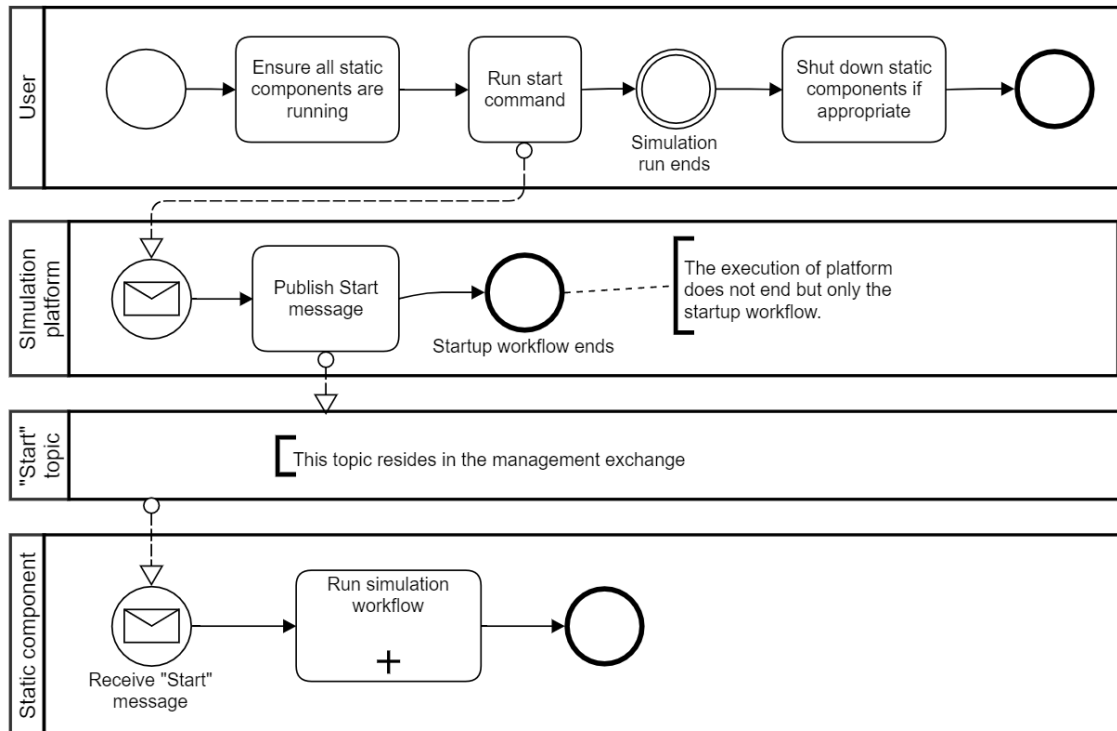 User
Ensure all static
components are
running
Run start
command
Simulation
run ends
Shut down static
components if
appropriate
SImulation
platform
Publish Start
message
Startup workflow ends
The execution of platform
does not end but only the
startup workflow.
"Start"
topic
This topic resides in the management exchange
Static component
Receive "Start"
message
Run simulation
workflow